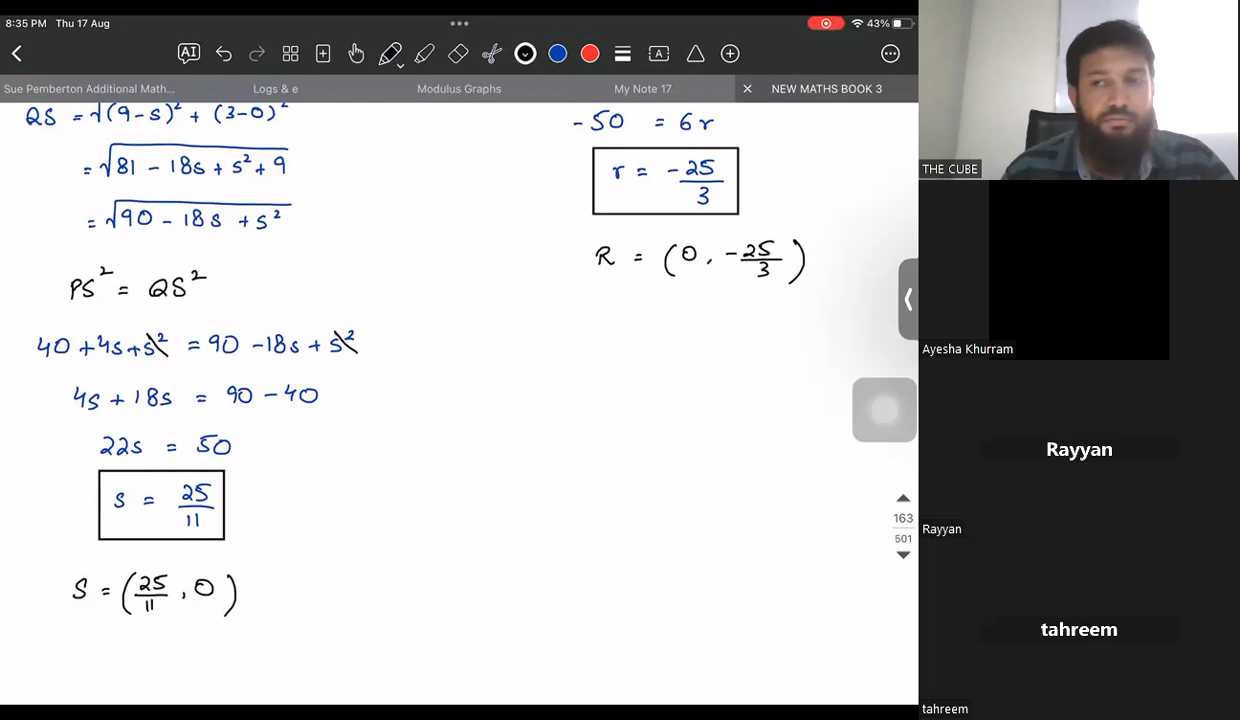 8:35 PM Thu 17 Aug
43%
AI
A
Sue Pemberton Additional Math...
Logs & e
Modulus Graphs
My Note 17
NEW MATHS BOOK 3
QS = √(9-s)² + (3-0)²
= √81 - 18s + s² + 9
= √90 - 18s + s²
PS² = QS²
40 + 4s + s² = 90 - 18s + s²
4s + 18s = 90 - 40
22s = 50
s = 25/11
S = (25/11, 0)
-50 = 6r
r = -25/3
R = (0, -25/3)
163
501
THE CUBE
Ayesha Khurram
Rayyan
Rayyan
tahreem
tahreem